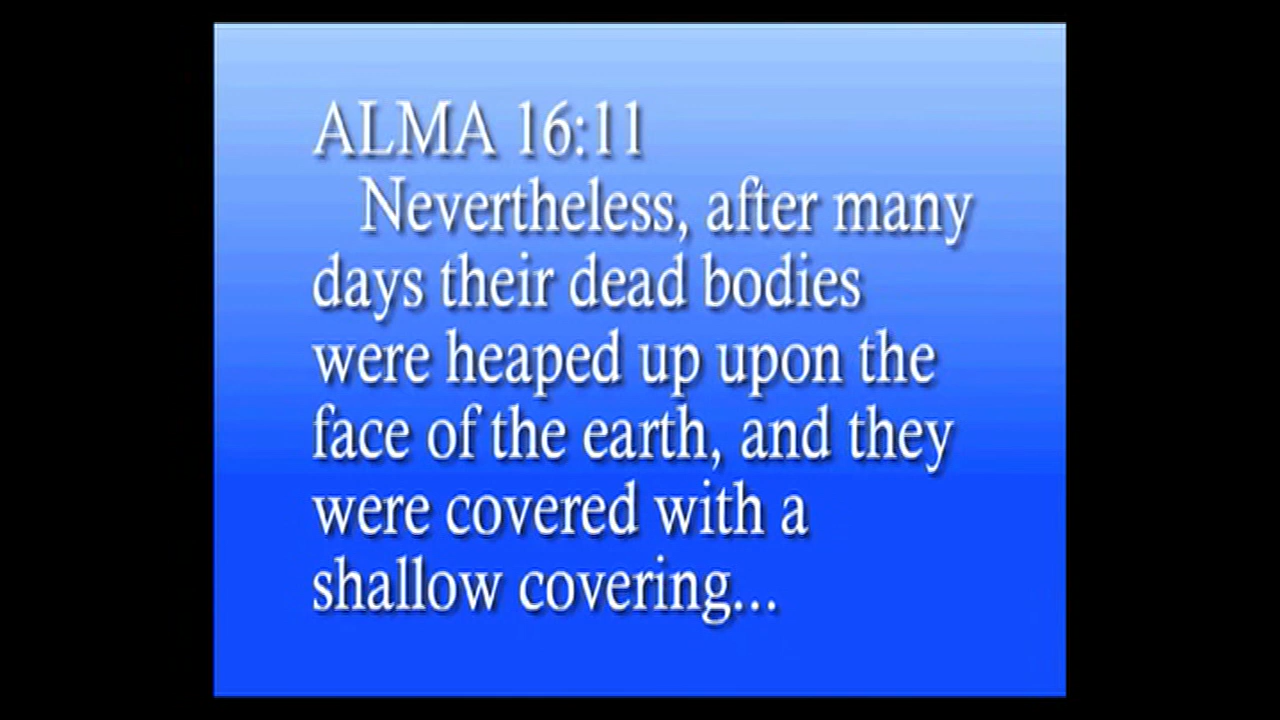 ALMA 16:11
Nevertheless, after many
days their dead bodies
were heaped up upon the
face of the earth, and they
were covered with a
shallow covering...